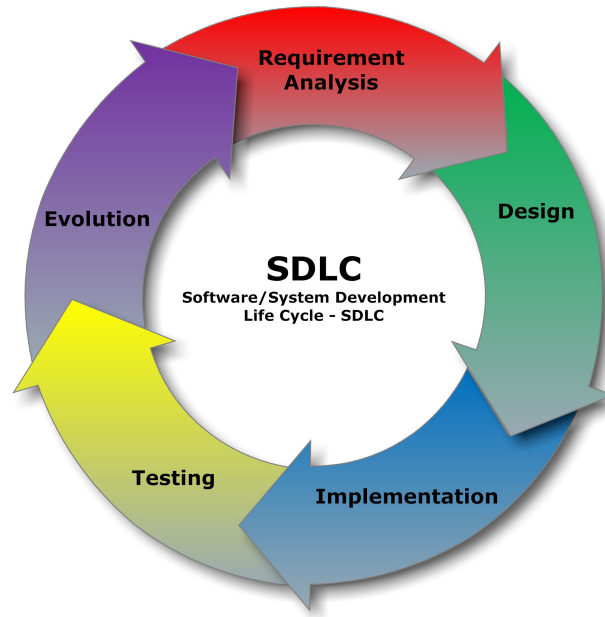 Requirement
Analysis
Design
Evolution
SDLC
Software/System Development
Life Cycle - SDLC
Testing
Implementation